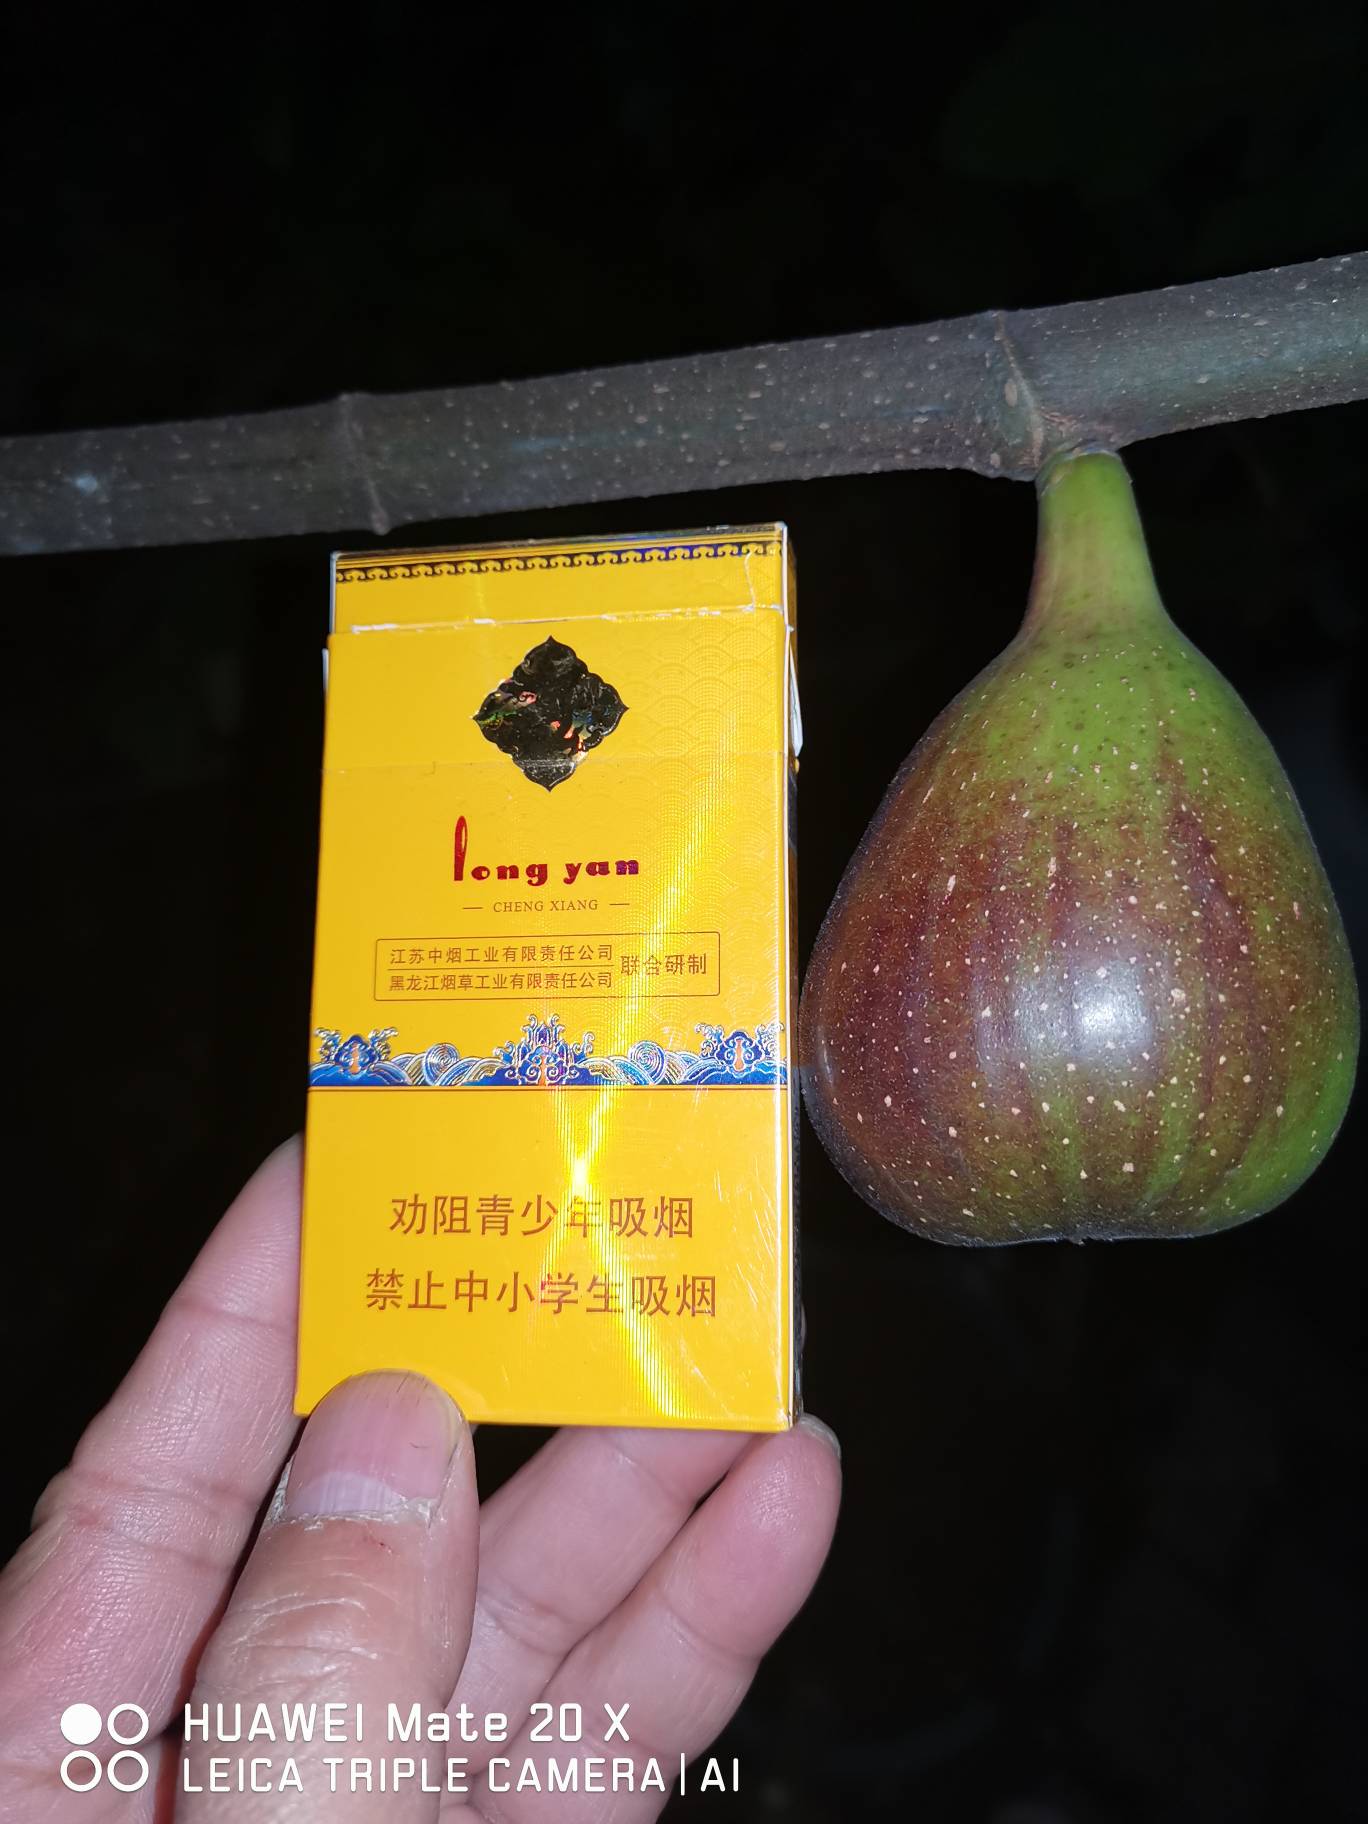 long yan
CHENG XIANG
江苏中烟工业有限责任公司
黑龙江烟草工业有限责任公司
联合研制
劝阻青少年吸烟
禁止中小学生吸烟
HUAWEI Mate 20 X
LEICA TRIPLE CAMERA | AI